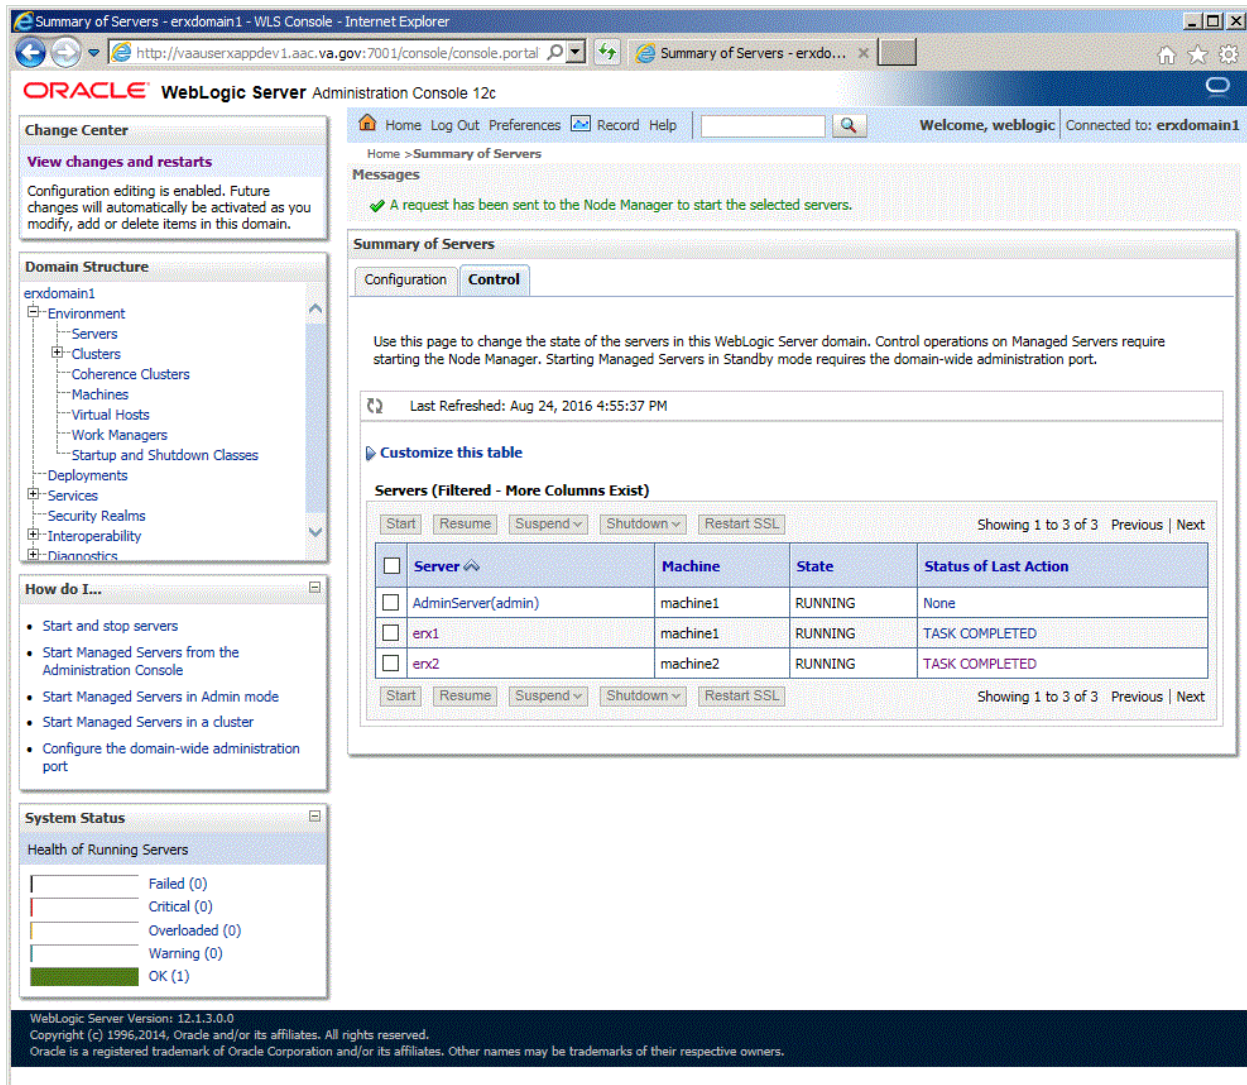 Summary of Servers - erxdomain1 - WLS Console - Internet Explorer
http://vaauserxappdev1.aac.va.gov:7001/console/console.portal
Summary of Servers - erxdo...
ORACLE WebLogic Server Administration Console 12c
Change Center
View changes and restarts
Configuration editing is enabled. Future
changes will automatically be activated as you
modify, add or delete items in this domain.
Domain Structure
erxdomain1
Environment
Servers
Clusters
Coherence Clusters
Machines
Virtual Hosts
Work Managers
Startup and Shutdown Classes
Deployments
Services
Security Realms
Interoperability
Diagnostics
How do I...
Start and stop servers
Start Managed Servers from the
Administration Console
Start Managed Servers in Admin mode
Start Managed Servers in a cluster
Configure the domain-wide administration
port
System Status
Health of Running Servers
Failed (0)
Critical (0)
Overloaded (0)
Warning (0)
OK (1)
Home Log Out Preferences Record Help
Welcome, weblogic Connected to: erxdomain1
Home >Summary of Servers
Messages
A request has been sent to the Node Manager to start the selected servers.
Summary of Servers
Configuration Control
Use this page to change the state of the servers in this WebLogic Server domain. Control operations on Managed Servers require
starting the Node Manager. Starting Managed Servers in Standby mode requires the domain-wide administration port.
Last Refreshed: Aug 24, 2016 4:55:37 PM
Customize this table
Servers (Filtered - More Columns Exist)
Start Resume Suspend Shutdown Restart SSL Showing 1 to 3 of 3 Previous | Next
Server Machine State Status of Last Action
AdminServer(admin) machine1 RUNNING None
erx1 machine1 RUNNING TASK COMPLETED
erx2 machine2 RUNNING TASK COMPLETED
Start Resume Suspend Shutdown Restart SSL Showing 1 to 3 of 3 Previous | Next
WebLogic Server Version: 12.1.3.0.0
Copyright (c) 1996,2014, Oracle and/or its affiliates. All rights reserved.
Oracle is a registered trademark of Oracle Corporation and/or its affiliates. Other names may be trademarks of their respective owners.